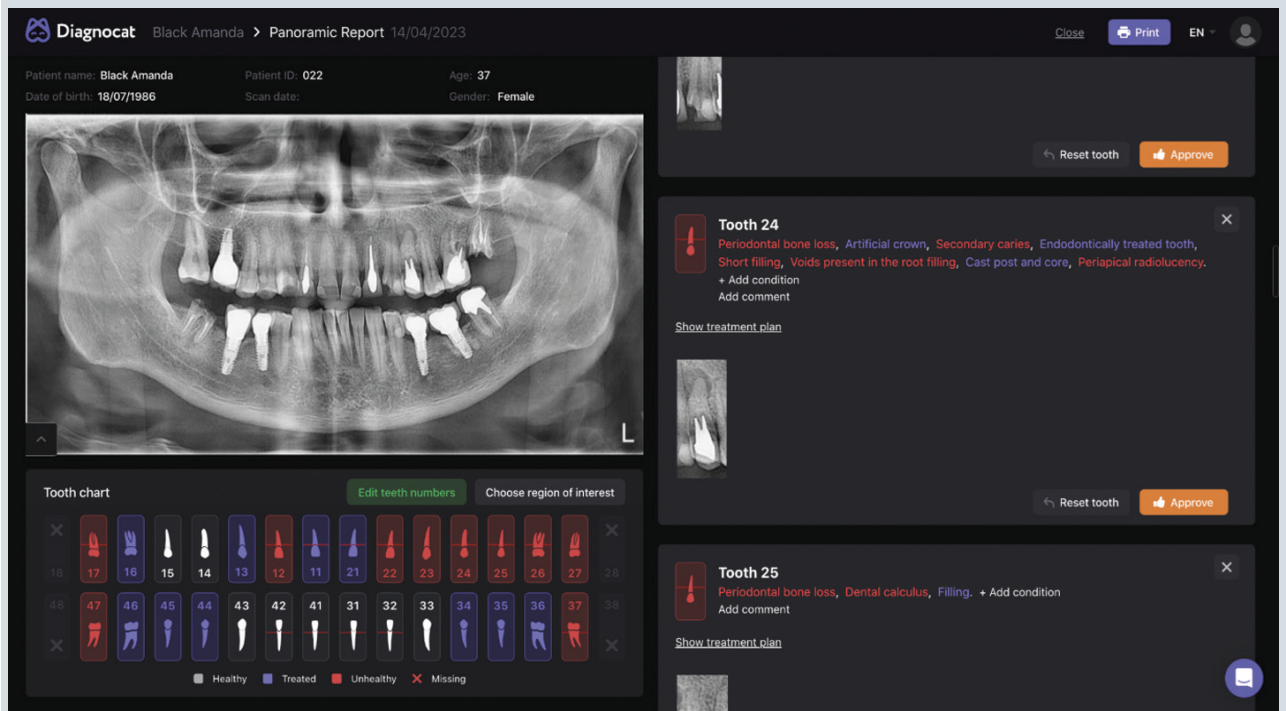 Diagnocat Black Amanda > Panoramic Report 14/04/2023 Close Print EN
Patient name: Black Amanda Patient ID: 022 Age: 37
Date of birth: 18/07/1986 Scan date: Gender: Female
L
Tooth chart Edit teeth numbers Choose region of interest
18 17 16 15 14 13 12 11 21 22 23 24 25 26 27 28
48 47 46 45 44 43 42 41 31 32 33 34 35 36 37 38
Healthy Treated Unhealthy Missing
Reset tooth Approve
Tooth 24
Periodontal bone loss, Artificial crown, Secondary caries, Endodontically treated tooth,
Short filling, Voids present in the root filling, Cast post and core, Periapical radiolucency.
+ Add condition
Add comment
Show treatment plan
Reset tooth Approve
Tooth 25
Periodontal bone loss, Dental calculus, Filling. + Add condition
Add comment
Show treatment plan